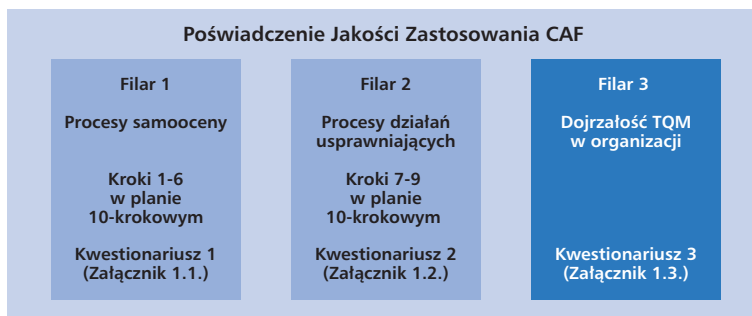 Poświadczenie Jakości Zastosowania CAF
Filar 1
Procesy samooceny
Kroki 1-6
w planie
10-krokowym
Kwestionariusz 1
(Załącznik 1.1.)
Filar 2
Procesy działań
usprawniających
Kroki 7-9
w planie
10-krokowym
Kwestionariusz 2
(Załącznik 1.2.)
Filar 3
Dojrzałość TQM
w organizacji
Kwestionariusz 3
(Załącznik 1.3.)